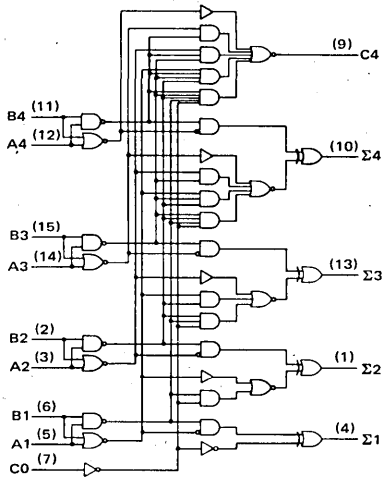 (9)
C4
B4 (11)
A4 (12)
(10)
Σ4
B3 (15)
A3 (14)
(13)
Σ3
B2 (2)
A2 (3)
(1)
Σ2
B1 (6)
A1 (5)
(4)
Σ1
C0 (7)